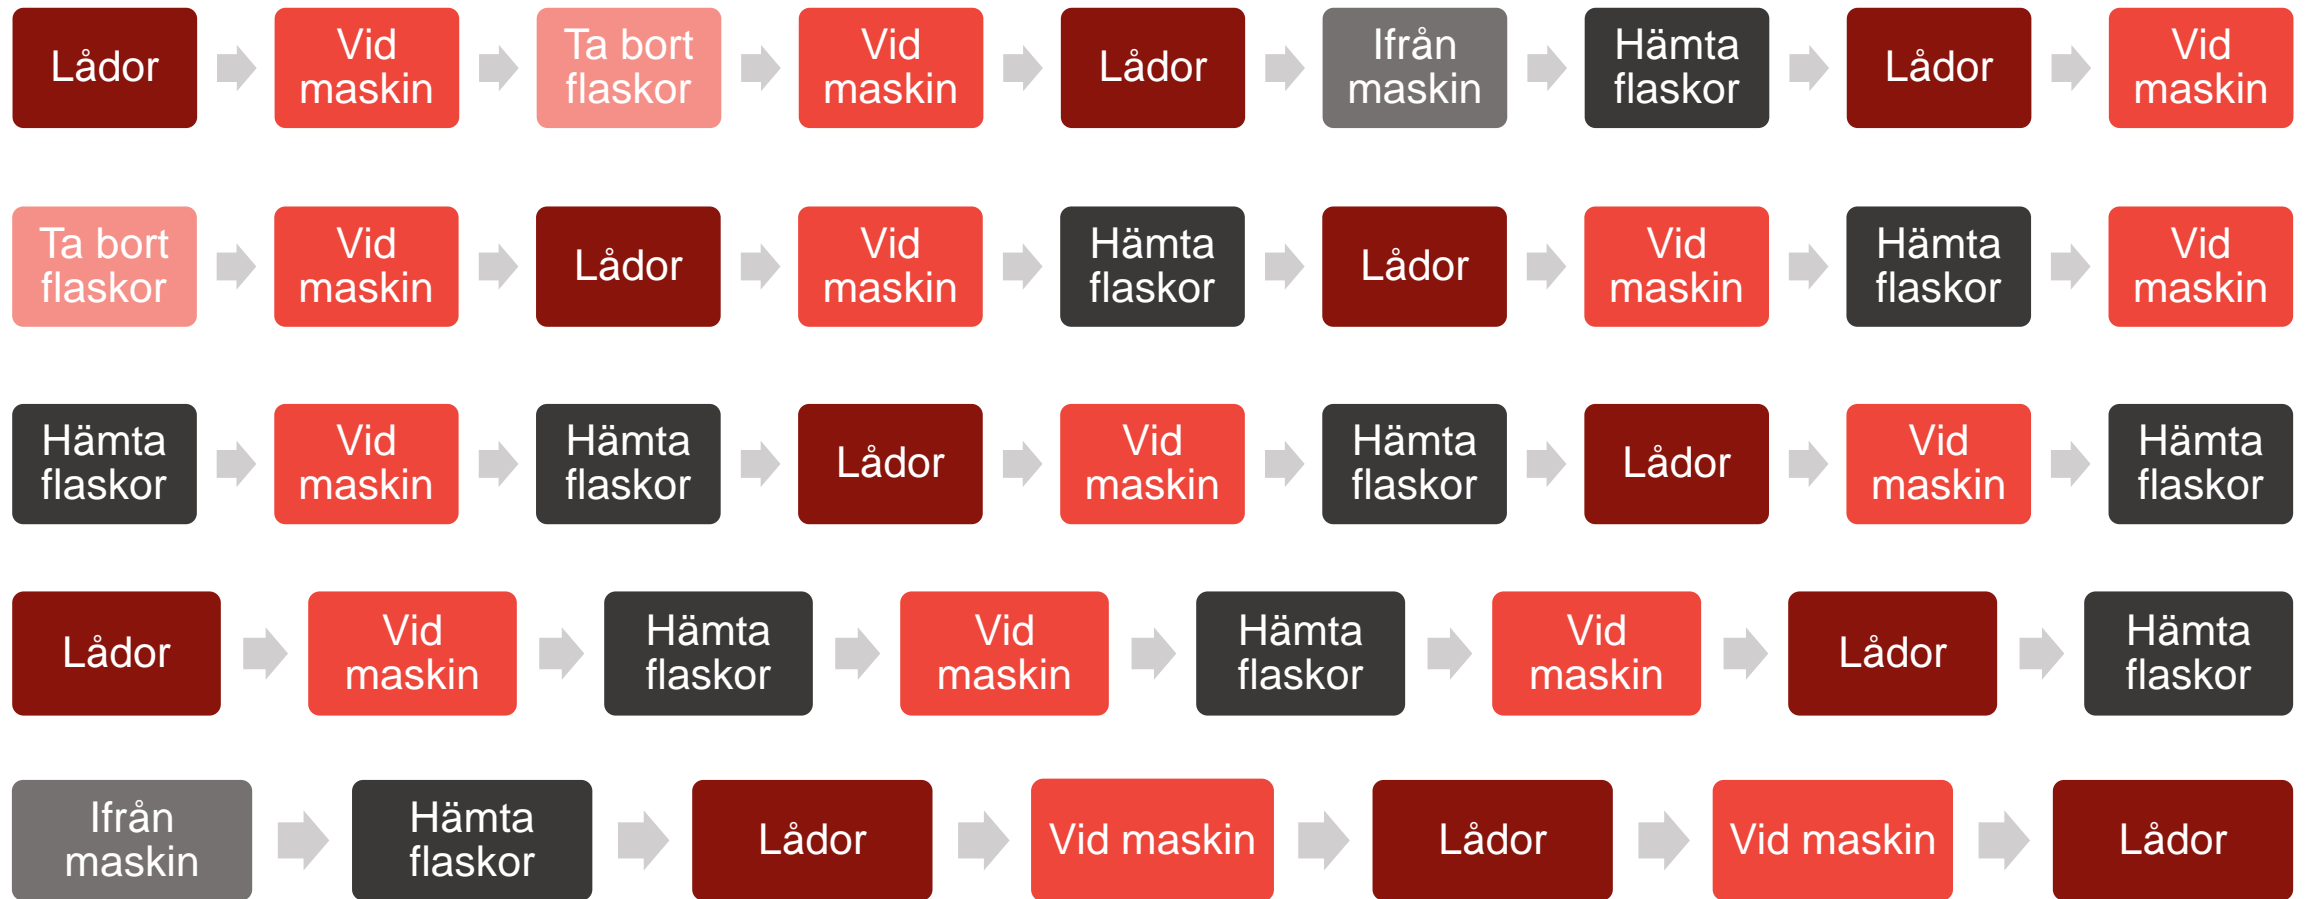 Lådor
Vid
maskin
Ta bort
flaskor
Vid
maskin
Lådor
Ifrån
maskin
Hämta
flaskor
Lådor
Vid
maskin
Ta bort
flaskor
Vid
maskin
Lådor
Vid
maskin
Hämta
flaskor
Lådor
Vid
maskin
Hämta
flaskor
Vid
maskin
Hämta
flaskor
Vid
maskin
Hämta
flaskor
Lådor
Vid
maskin
Hämta
flaskor
Lådor
Vid
maskin
Hämta
flaskor
Lådor
Vid
maskin
Hämta
flaskor
Vid
maskin
Hämta
flaskor
Vid
maskin
Lådor
Hämta
flaskor
Ifrån
maskin
Hämta
flaskor
Lådor
Vid maskin
Lådor
Vid maskin
Lådor